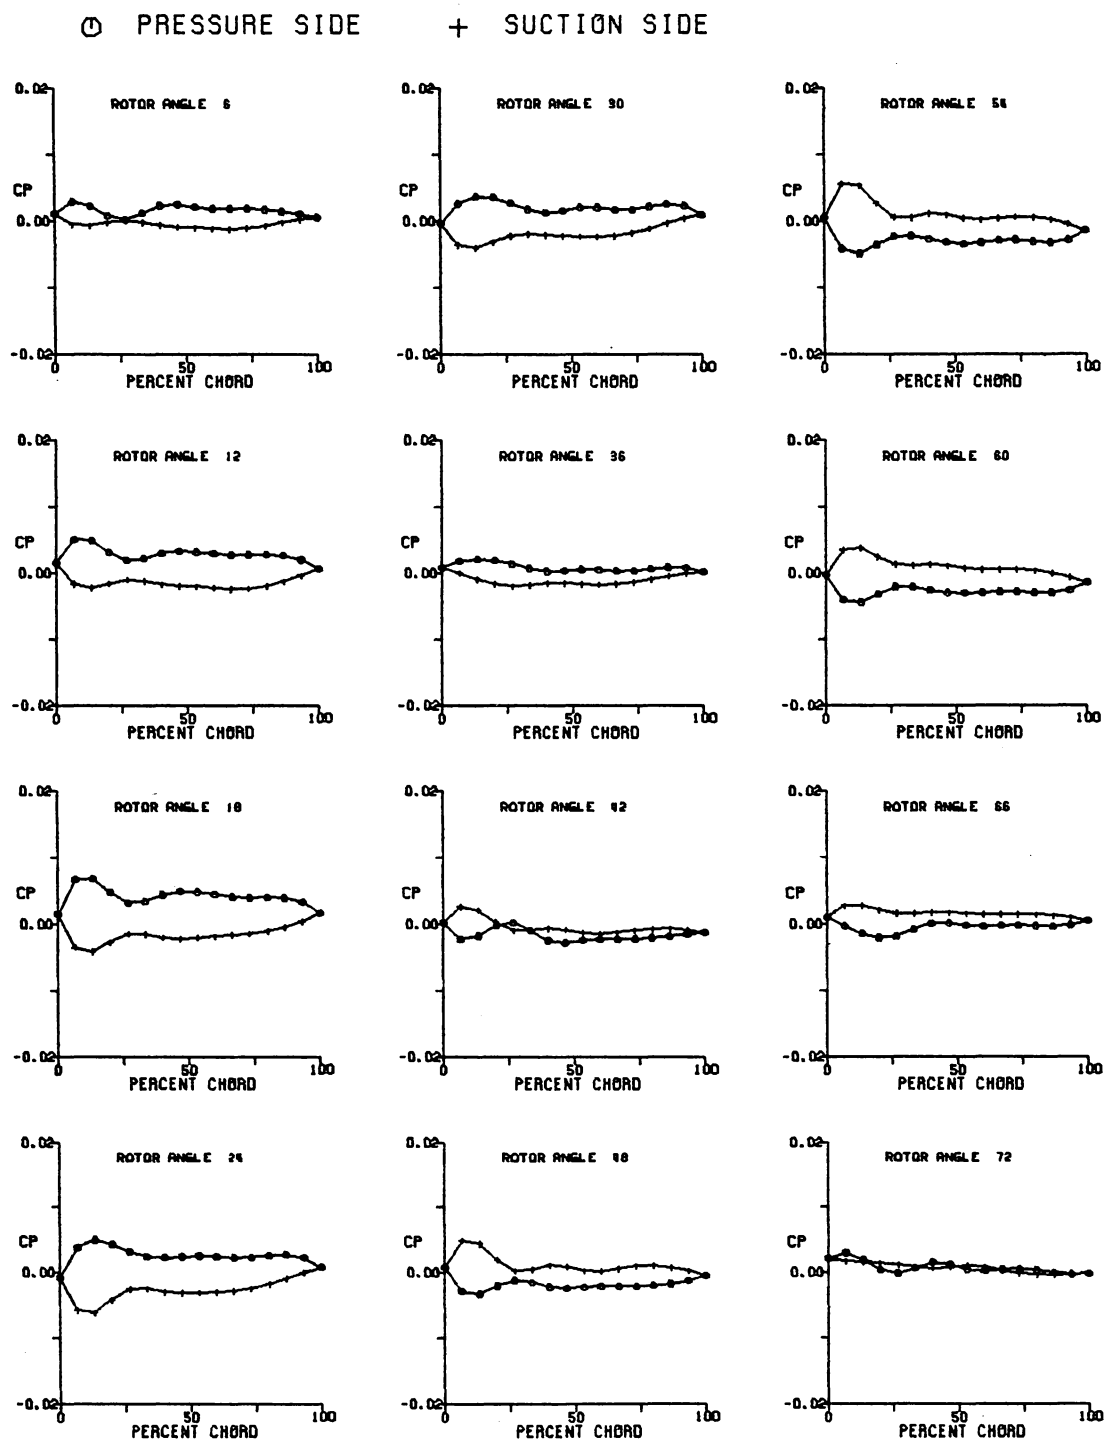 PRESSURE SIDE + SUCTION SIDE
0.02 ROTOR ANGLE 6
CP
0.00
-0.02
0 50 100
PERCENT CHORD
0.02 ROTOR ANGLE 30
CP
0.00
-0.02
0 50 100
PERCENT CHORD
0.02 ROTOR ANGLE 54
CP
0.00
-0.02
0 50 100
PERCENT CHORD
0.02 ROTOR ANGLE 12
CP
0.00
-0.02
0 50 100
PERCENT CHORD
0.02 ROTOR ANGLE 36
CP
0.00
-0.02
0 50 100
PERCENT CHORD
0.02 ROTOR ANGLE 60
CP
0.00
-0.02
0 50 100
PERCENT CHORD
0.02 ROTOR ANGLE 18
CP
0.00
-0.02
0 50 100
PERCENT CHORD
0.02 ROTOR ANGLE 42
CP
0.00
-0.02
0 50 100
PERCENT CHORD
0.02 ROTOR ANGLE 66
CP
0.00
-0.02
0 50 100
PERCENT CHORD
0.02 ROTOR ANGLE 24
CP
0.00
-0.02
0 50 100
PERCENT CHORD
0.02 ROTOR ANGLE 48
CP
0.00
-0.02
0 50 100
PERCENT CHORD
0.02 ROTOR ANGLE 72
CP
0.00
-0.02
0 50 100
PERCENT CHORD